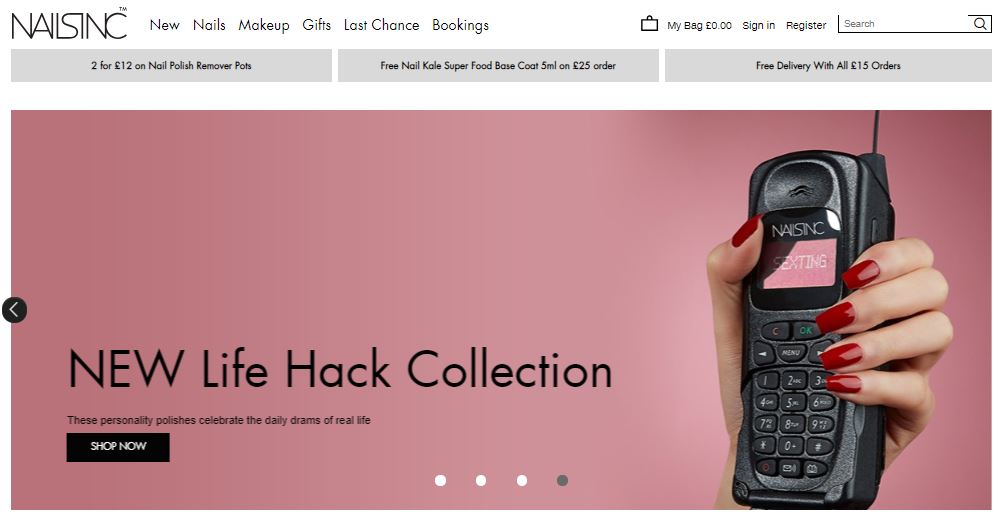 NAILSINC™
New Nails Makeup Gifts Last Chance Bookings
My Bag £0.00 Sign in Register Search
2 for £12 on Nail Polish Remover Pots
Free Nail Kale Super Food Base Coat 5ml on £25 order
Free Delivery With All £15 Orders
NAILSINC
SEXTING
C OK
MENU
1 2ABC 3
4GHI 5JKL 6MNO
7 8TUV 9
* 0+ #
NEW Life Hack Collection
These personality polishes celebrate the daily drams of real life
SHOP NOW